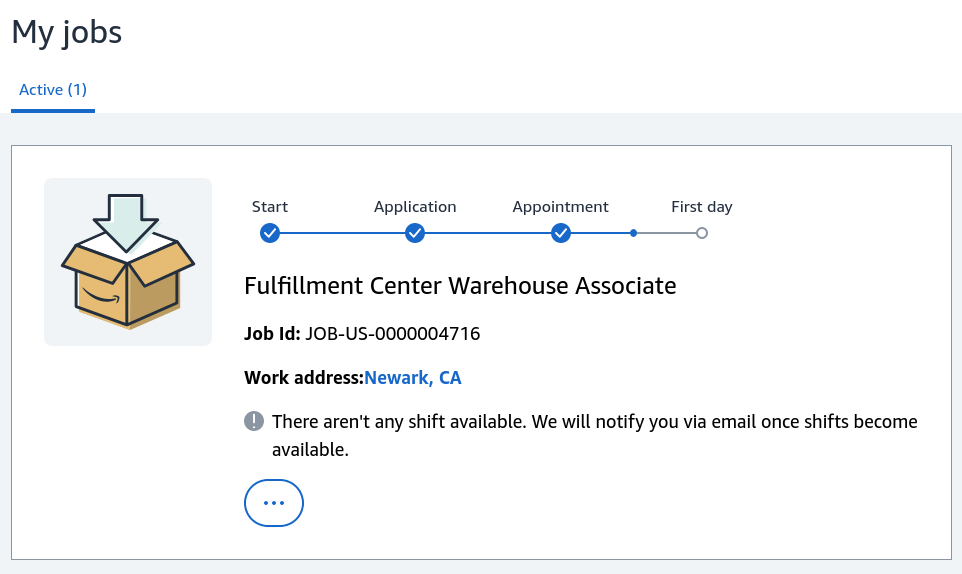 My jobs
Active (1)
Start Application Appointment First day
Fulfillment Center Warehouse Associate
Job Id: JOB-US-0000004716
Work address:Newark, CA
There aren't any shift available. We will notify you via email once shifts become
available.